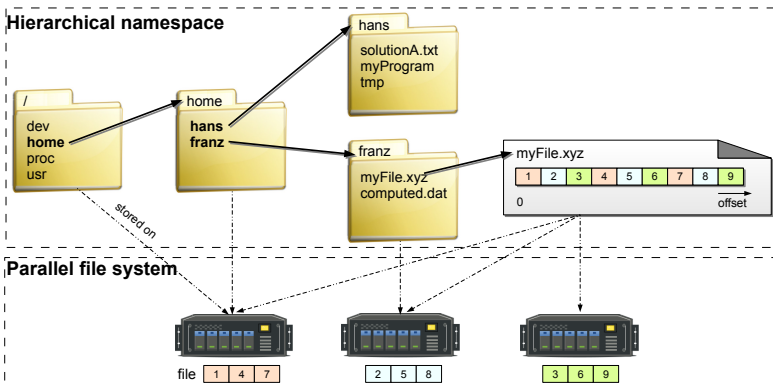 Hierarchical namespace
hans
solutionA.txt
myProgram
tmp
/
dev
home
proc
usr
home
hans
franz
franz
myFile.xyz
computed.dat
myFile.xyz
1 2 3 4 5 6 7 8 9
0 offset
stored on
Parallel file system
file 1 4 7 2 5 8 3 6 9